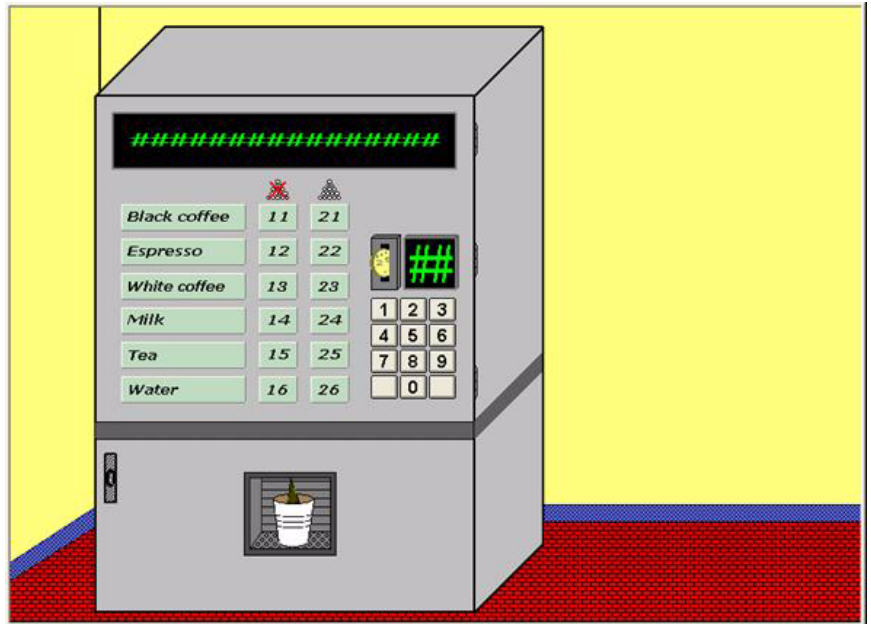 ################
Black coffee 11 21
Espresso 12 22
White coffee 13 23
Milk 14 24
Tea 15 25
Water 16 26
##
1 2 3
4 5 6
7 8 9
0